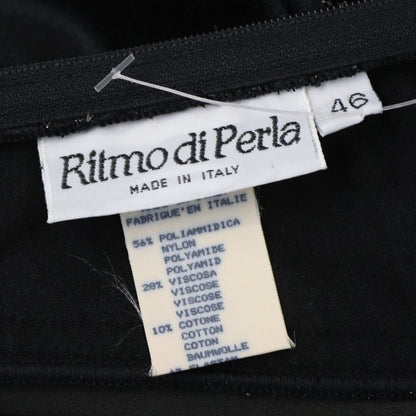 46
Ritmo di Perla
MADE IN ITALY
FABRIQUE'EN ITALIE
56% POLIAMMIDICA
NYLON
POLYAMIDE
POLYAMID
28% VISCOSA
VISCOSE
VISCOSE
VISKOSE
10% COTONE
COTTON
COTON
BAUMWOLLE